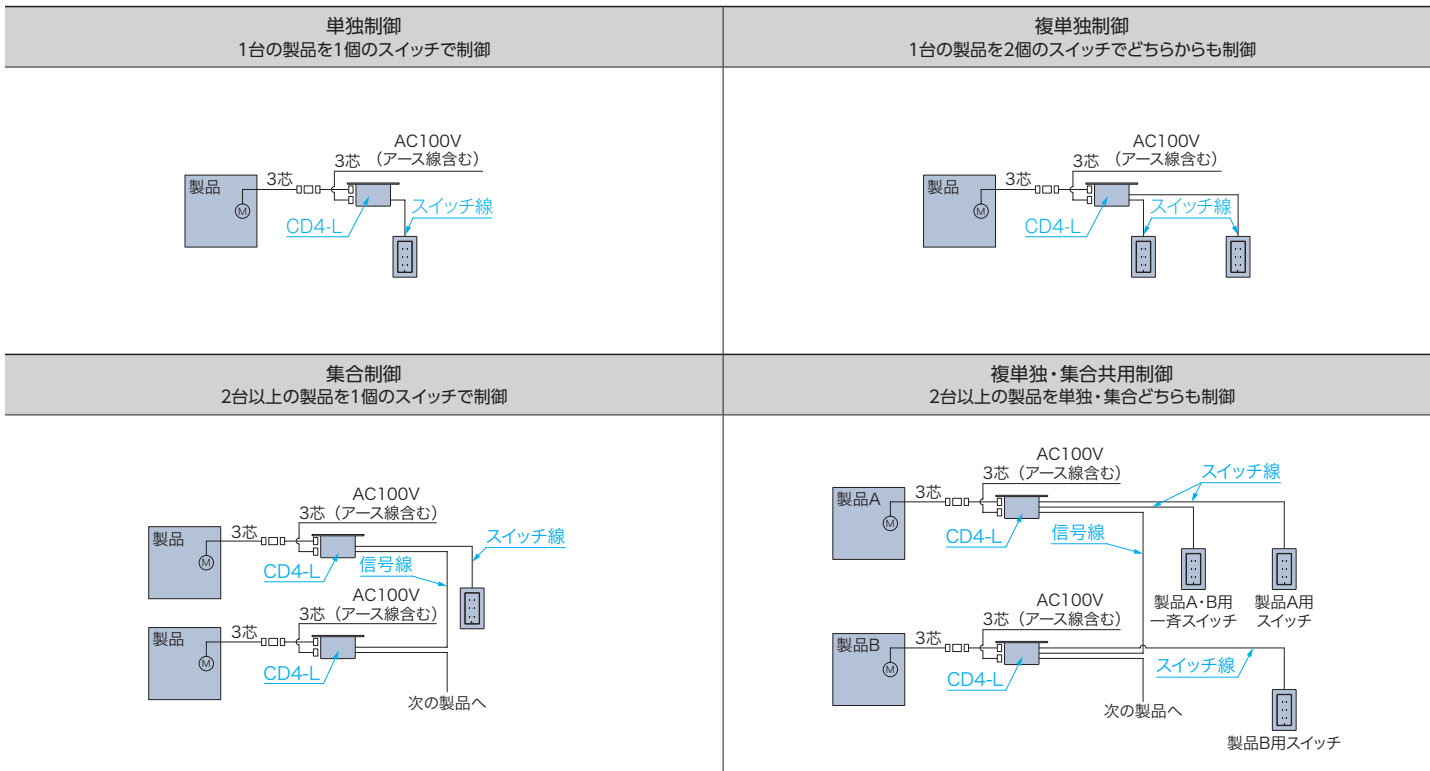 単独制御
1台の製品を1個のスイッチで制御
複単独制御
1台の製品を2個のスイッチでどちらからも制御
AC100V
3芯 （アース線含む）
製品
3芯
M
CD4-L
スイッチ線
AC100V
3芯 （アース線含む）
製品
3芯
M
CD4-L
スイッチ線
集合制御
2台以上の製品を1個のスイッチで制御
複単独・集合共用制御
2台以上の製品を単独・集合どちらも制御
AC100V
3芯 （アース線含む）
製品
3芯
M
CD4-L
スイッチ線
信号線
AC100V
3芯 （アース線含む）
製品
3芯
M
CD4-L
次の製品へ
AC100V
3芯 （アース線含む）
製品A
3芯
M
CD4-L
スイッチ線
信号線
製品A・B用
一斉スイッチ
製品A用
スイッチ
AC100V
3芯 （アース線含む）
製品B
3芯
M
CD4-L
スイッチ線
次の製品へ
製品B用スイッチ